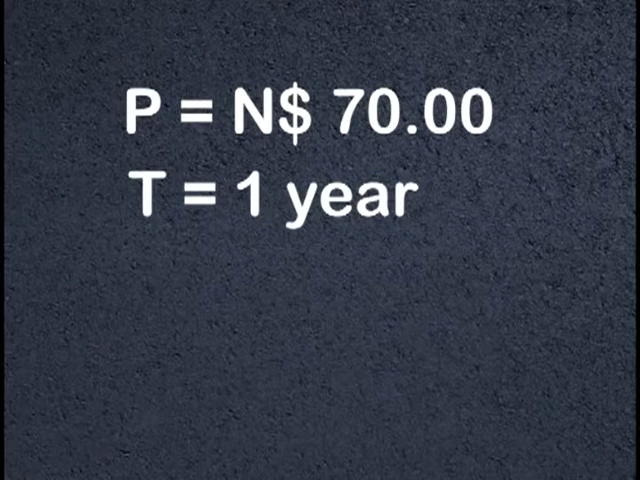 P = N$ 70.00
T = 1 year